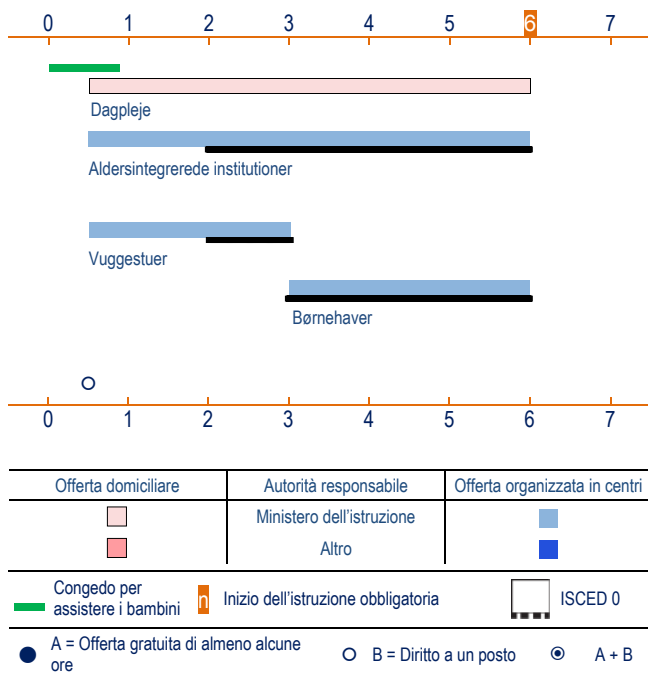 0 1 2 3 4 5 6 7
Dagpleje
Aldersintegrerede institutioner
Vuggestuer
Børnehaver
0 1 2 3 4 5 6 7
Offerta domiciliare Autorità responsabile Offerta organizzata in centri
Ministero dell'istruzione
Altro
Congedo per
assistere i bambini n Inizio dell'istruzione obbligatoria ISCED 0
A = Offerta gratuita di almeno alcune
ore B = Diritto a un posto A + B